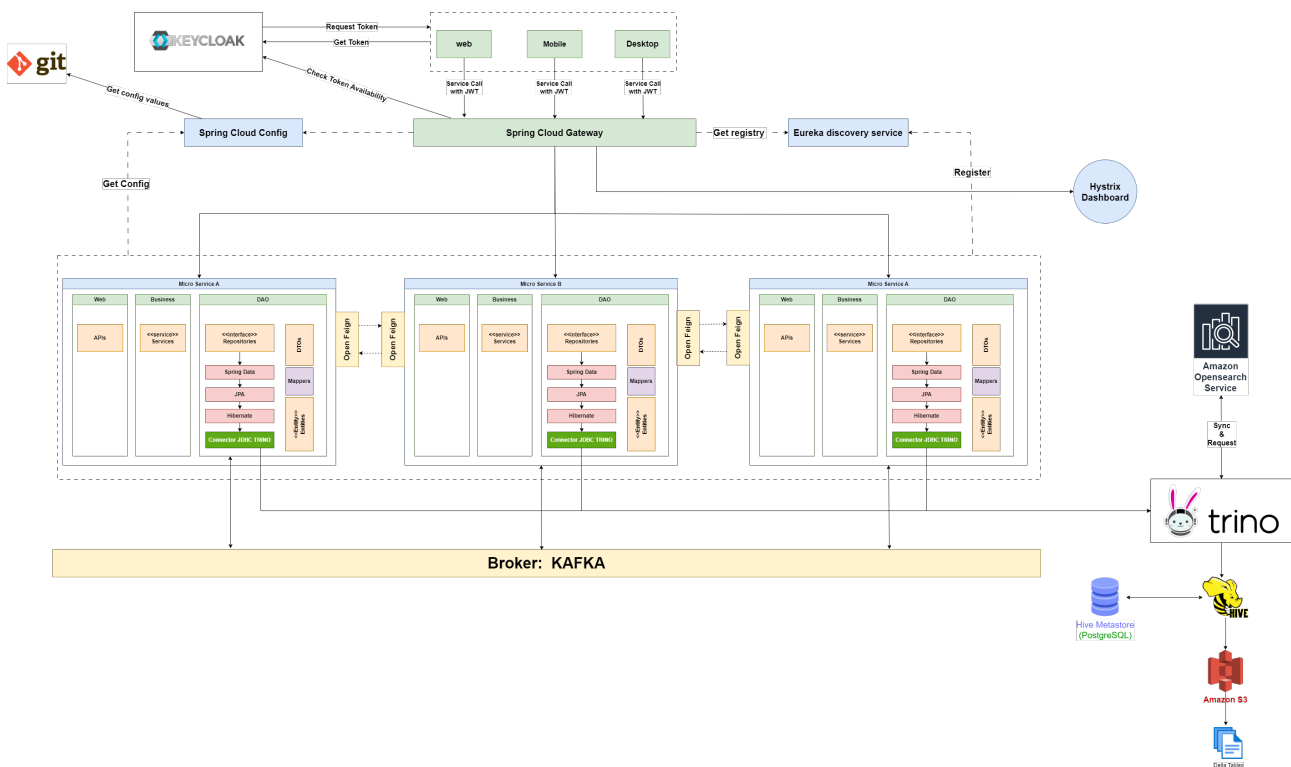 KEYCLOAK
Request Token
Get Token
web
Mobile
Desktop
git
Get config values
Check Token Availability
Service Call
with JWT
Service Call
with JWT
Service Call
with JWT
Spring Cloud Config
Spring Cloud Gateway
Get registry
Eureka discovery service
Get Config
Register
Hystrix
Dashboard
Micro Service A
Web
Business
DAO
APIs
<<service>>
Services
<<interface>>
Repositories
DTOs
Spring Data
Mappers
JPA
Hibernate
<<Entity>>
Entities
Connector JDBC TRINO
Open Feign
Open Feign
Micro Service B
Web
Business
DAO
APIs
<<service>>
Services
<<interface>>
Repositories
DTOs
Spring Data
Mappers
JPA
Hibernate
<<Entity>>
Entities
Connector JDBC TRINO
Open Feign
Open Feign
Micro Service A
Web
Business
DAO
APIs
<<service>>
Services
<<interface>>
Repositories
DTOs
Spring Data
Mappers
JPA
Hibernate
<<Entity>>
Entities
Connector JDBC TRINO
Amazon
Opensearch
Service
Sync
&
Request
trino
Broker: KAFKA
HIVE
Hive Metastore
(PostgreSQL)
Amazon S3
Delta Tables